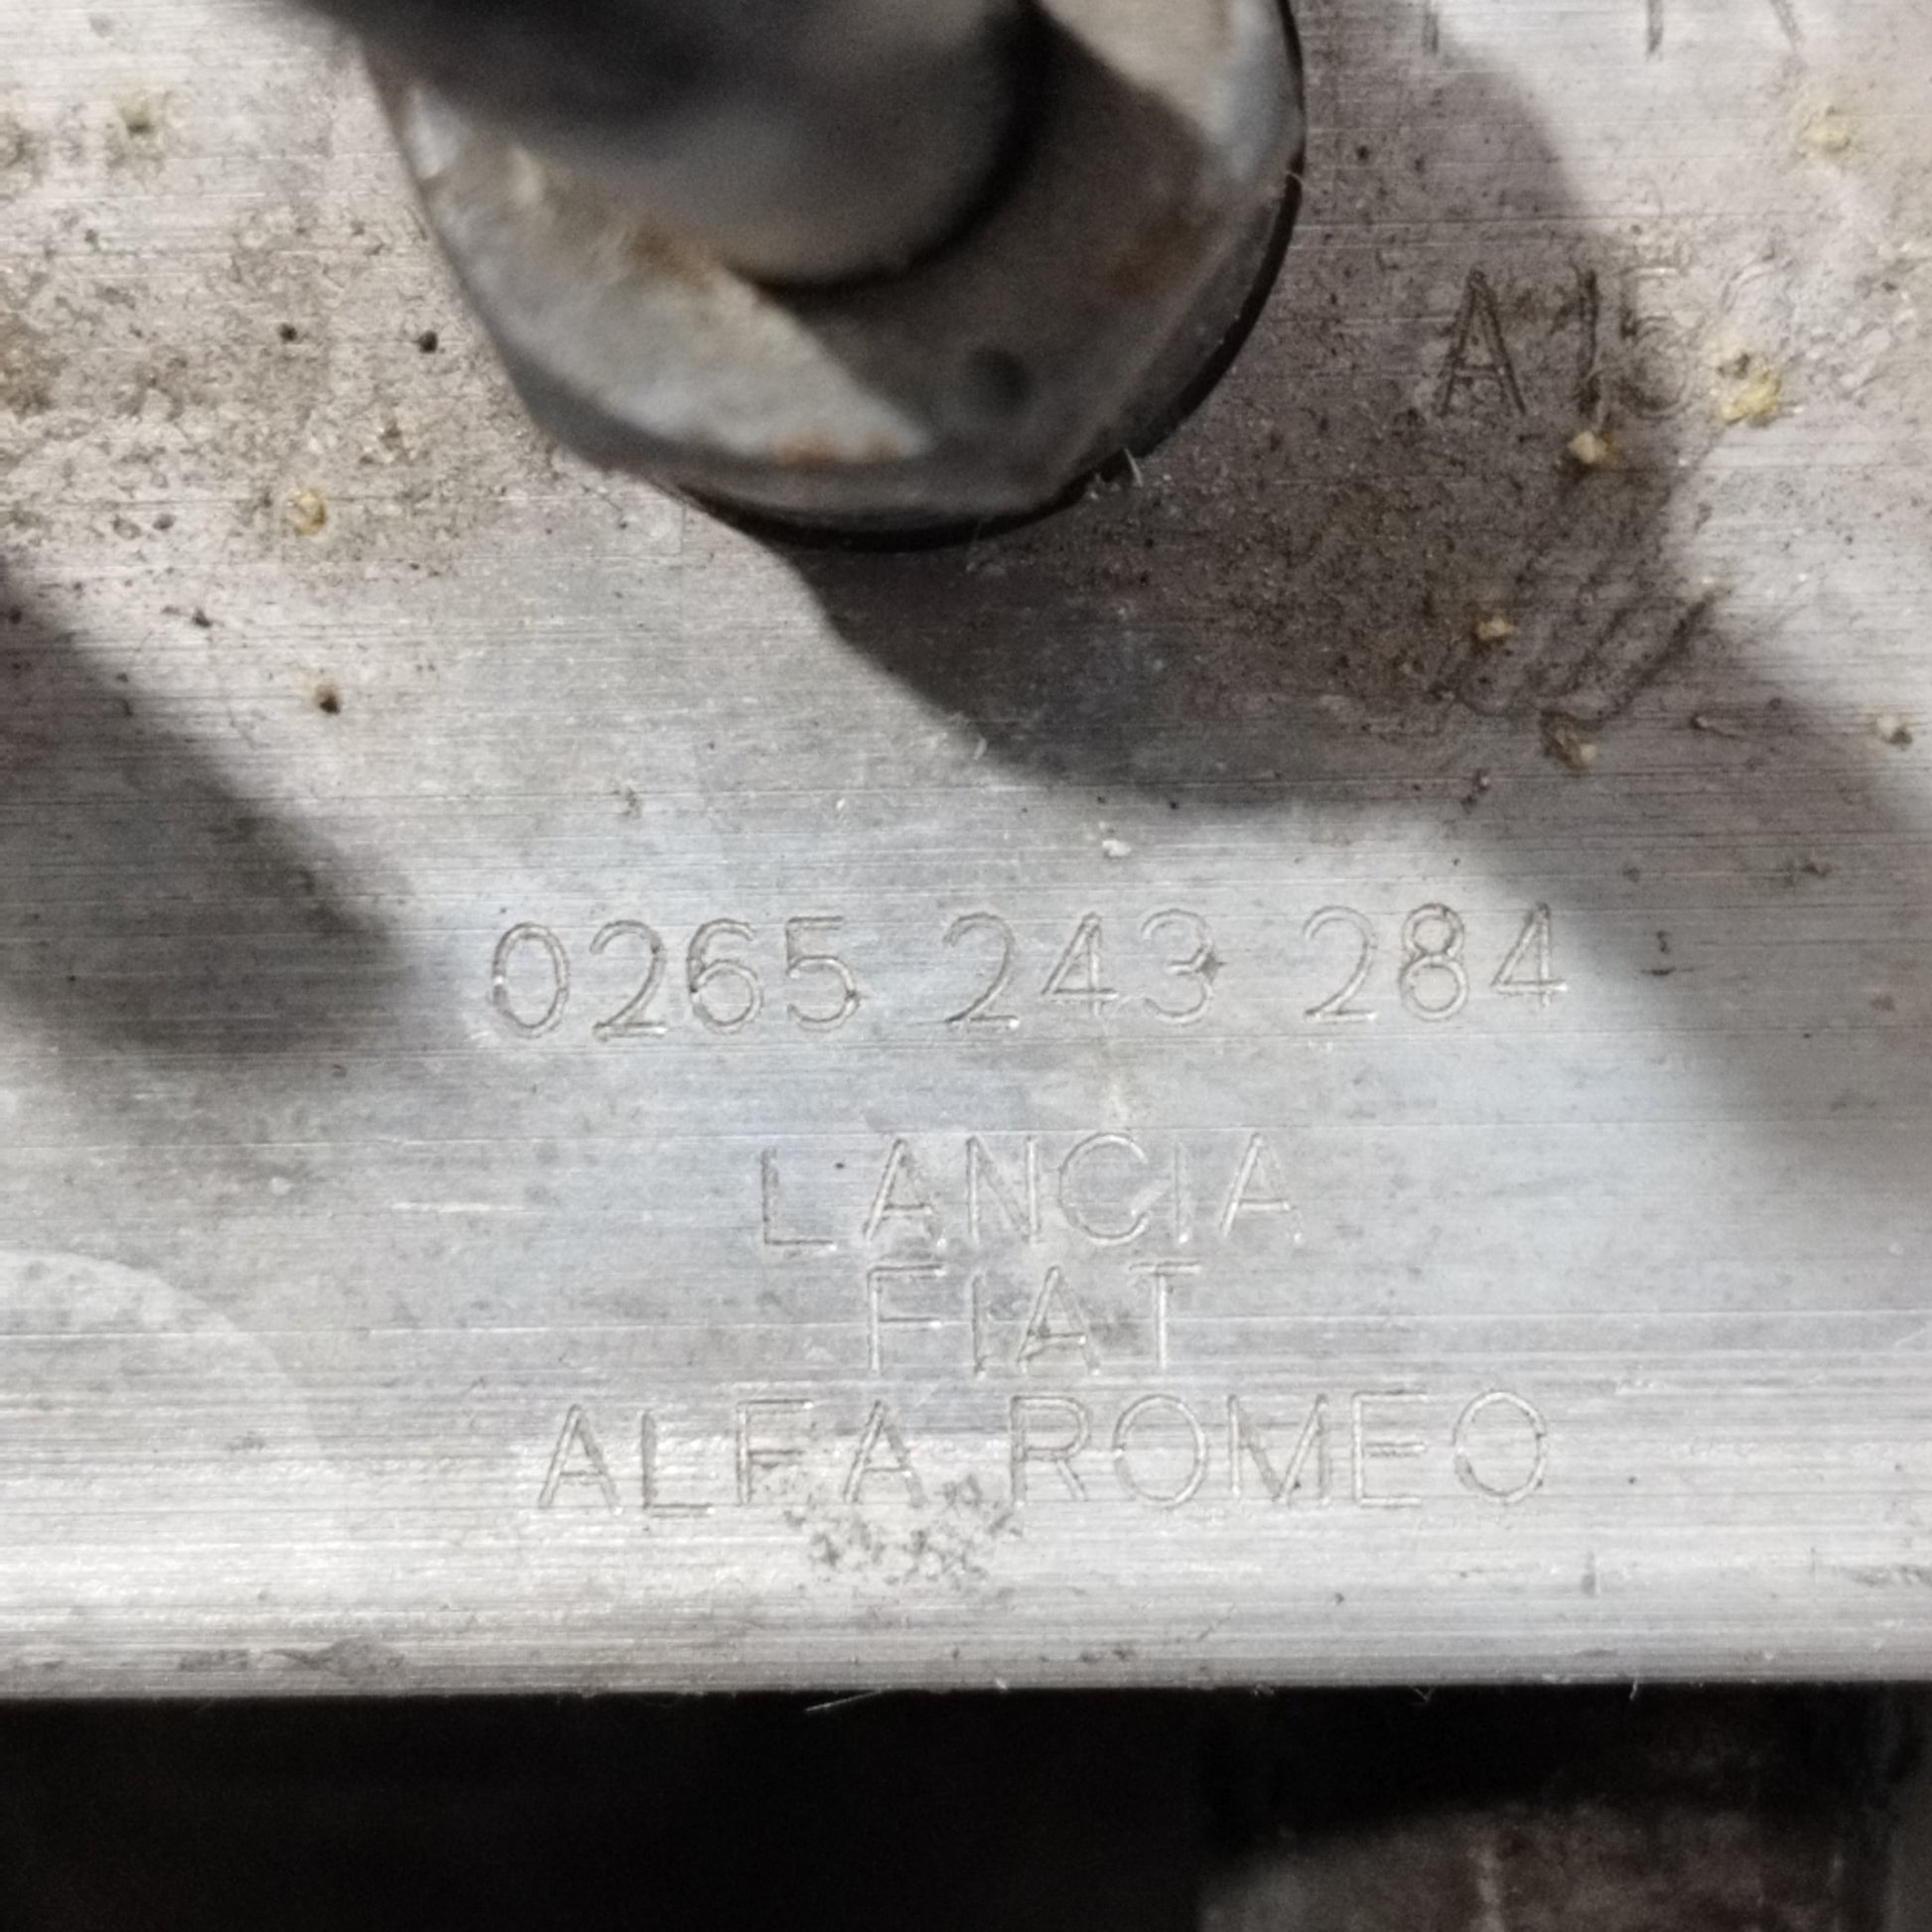 0265 243 284
LANCIA
FIAT
ALFA ROMEO